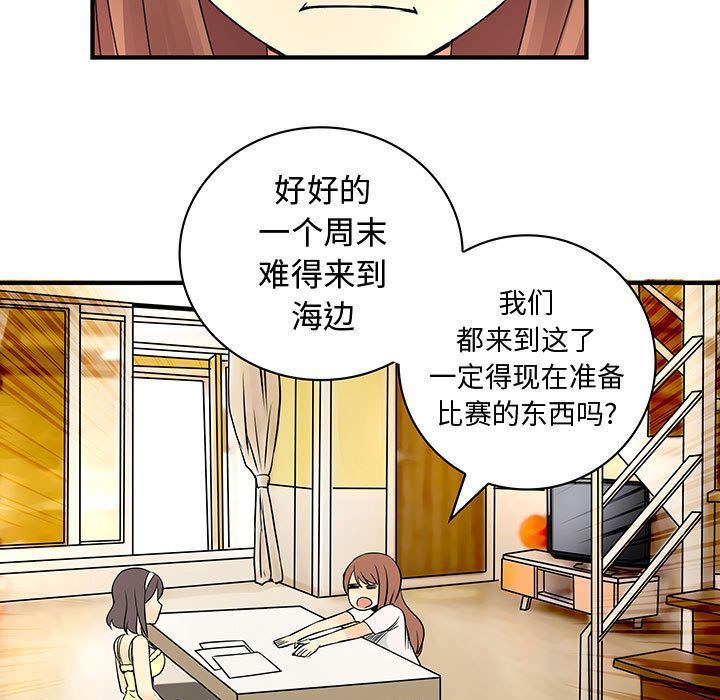 好好的
一个周末
难得来到
海边
我们
都来到这了
一定得现在准备
比赛的东西吗?